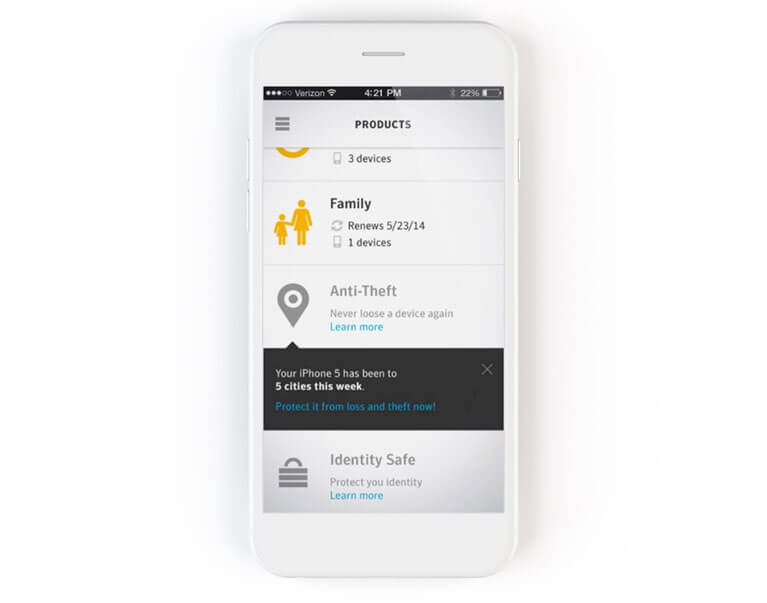 Verizon 4:21 PM 22%
PRODUCTS
3 devices
Family
Renews 5/23/14
1 devices
Anti-Theft
Never loose a device again
Learn more
Your iPhone 5 has been to
5 cities this week.
Protect it from loss and theft now!
Identity Safe
Protect you identity
Learn more